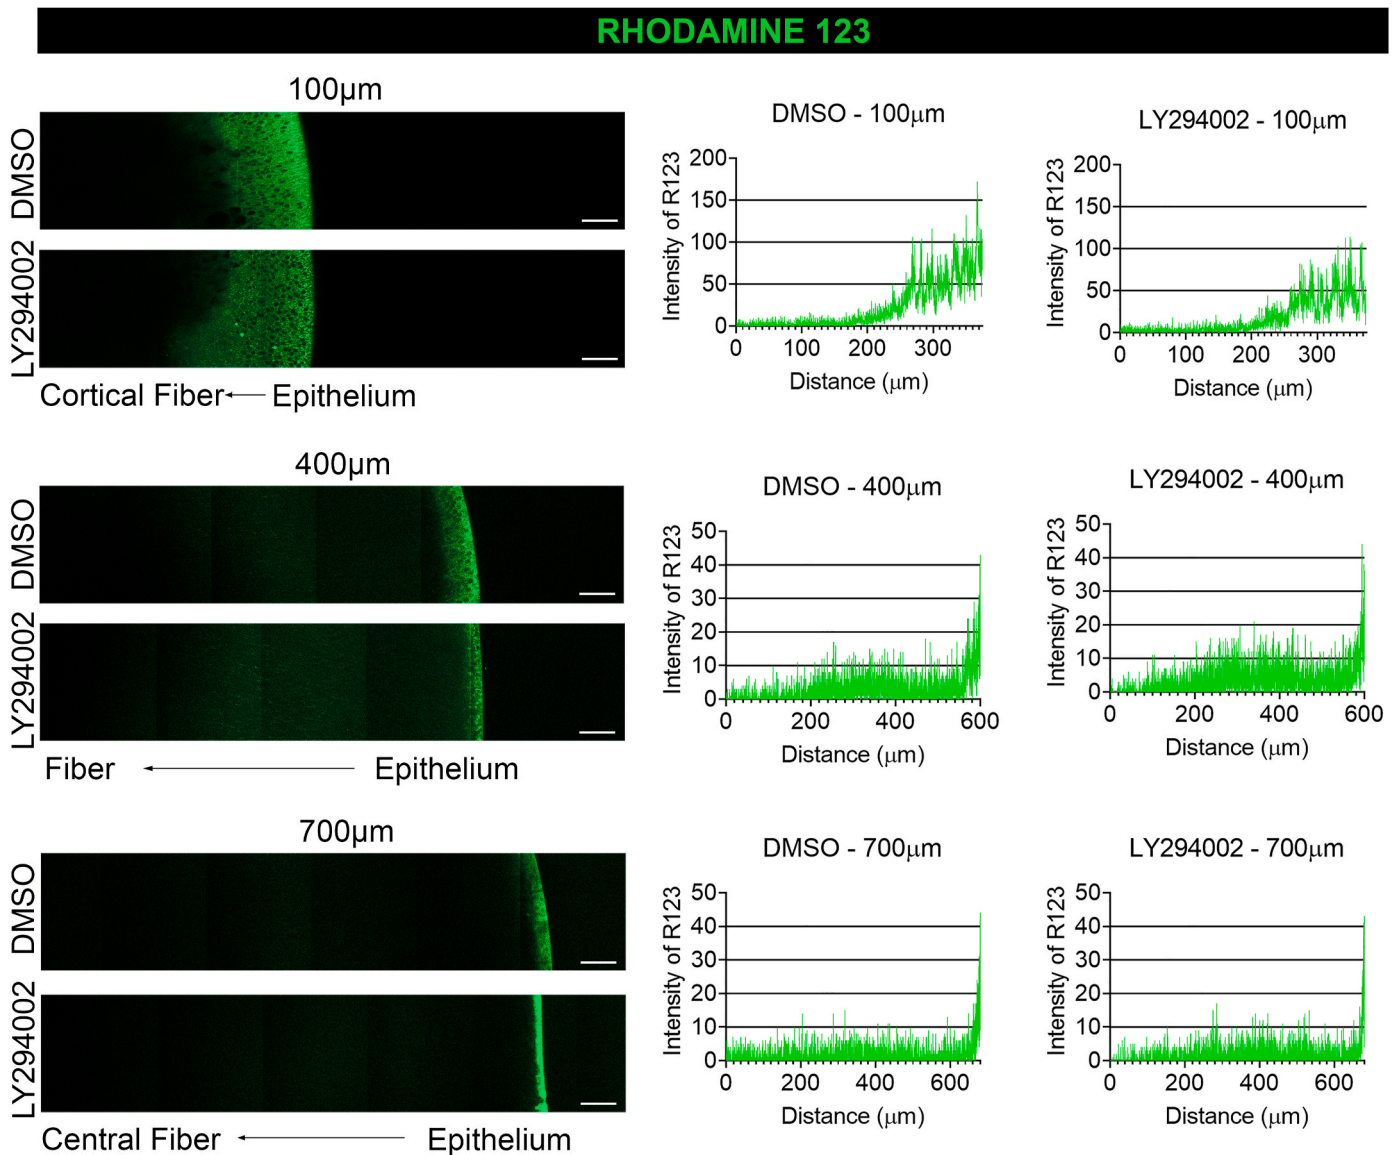 RHODAMINE 123
100µm
DMSO
LY294002
Cortical Fiber
Epithelium
DMSO - 100µm
Intensity of R123
200
150
100
50
0
0 100 200 300
Distance (µm)
LY294002 - 100µm
Intensity of R123
200
150
100
50
0
0 100 200 300
Distance (µm)
400µm
DMSO
LY294002
Fiber
Epithelium
DMSO - 400µm
Intensity of R123
50
40
30
20
10
0
0 200 400 600
Distance (µm)
LY294002 - 400µm
Intensity of R123
50
40
30
20
10
0
0 200 400 600
Distance (µm)
700µm
DMSO
LY294002
Central Fiber
Epithelium
DMSO - 700µm
Intensity of R123
50
40
30
20
10
0
0 200 400 600
Distance (µm)
LY294002 - 700µm
Intensity of R123
50
40
30
20
10
0
0 200 400 600
Distance (µm)